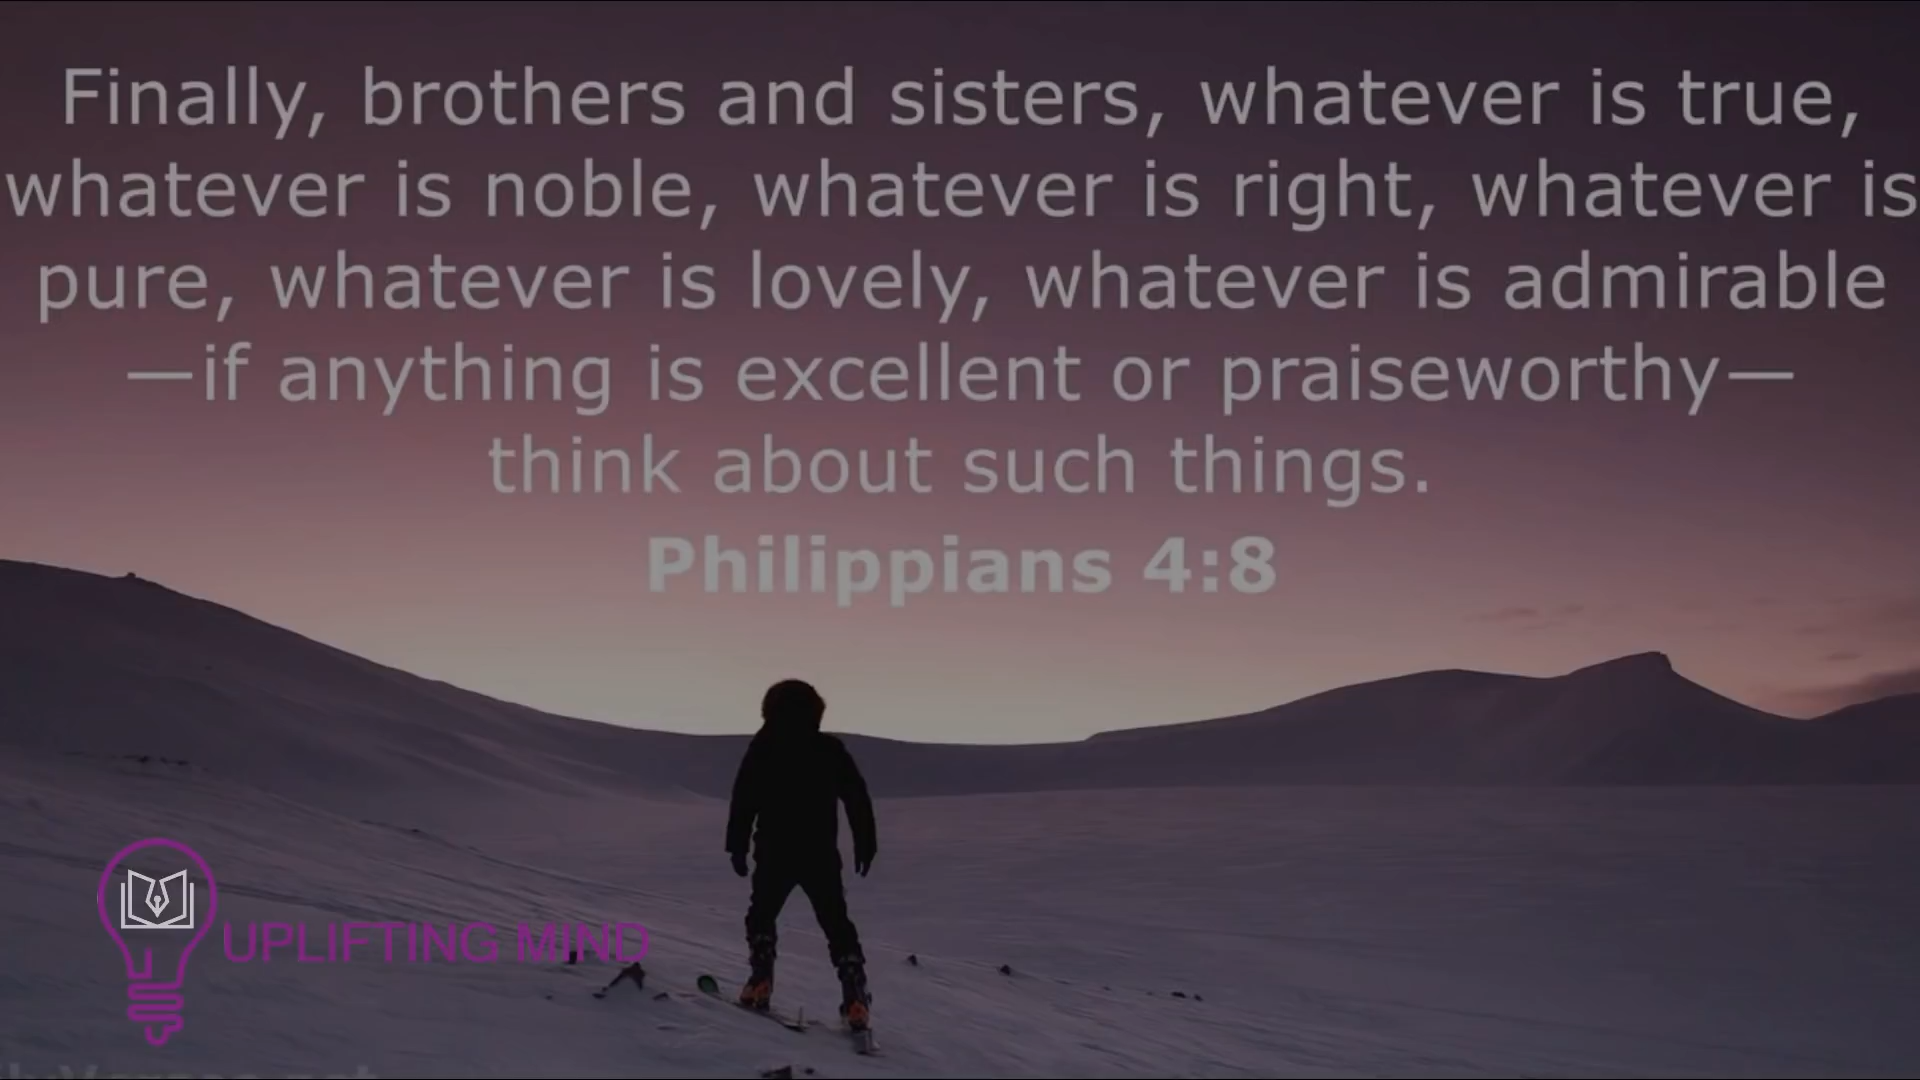 Finally, brothers and sisters, whatever is true,
whatever is noble, whatever is right, whatever is
pure, whatever is lovely, whatever is admirable
—if anything is excellent or praiseworthy—
think about such things.
Philippians 4:8
UPLIFTING MIND